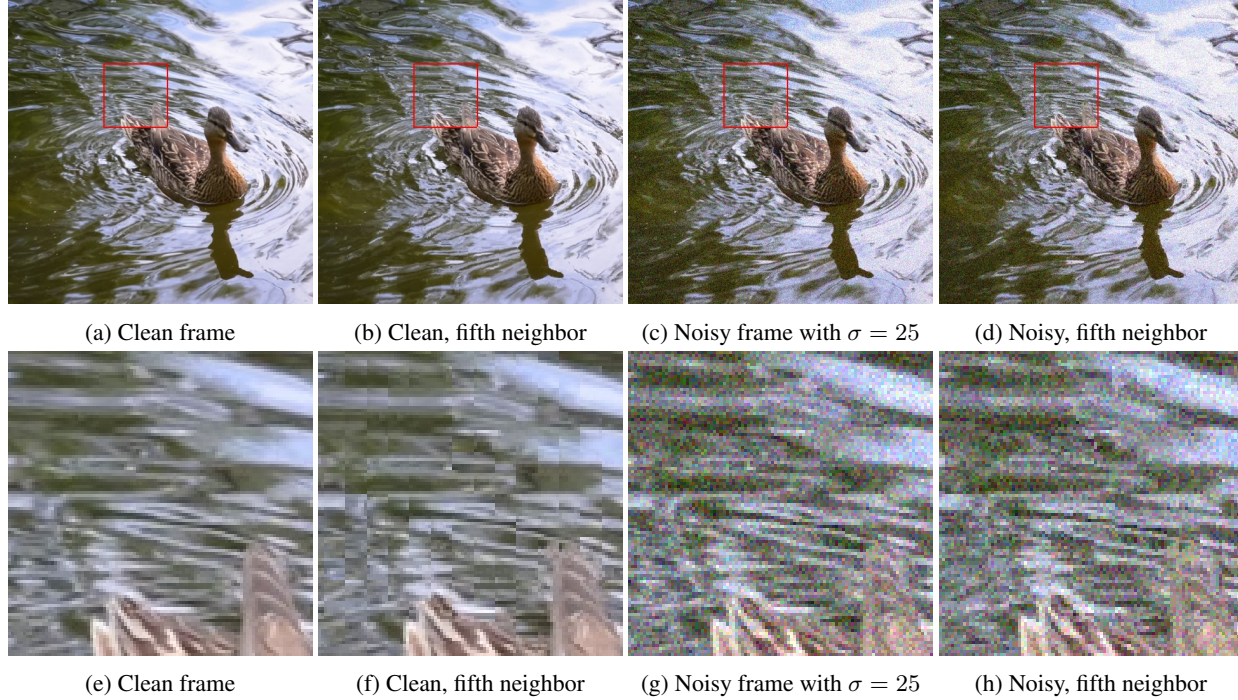 (a) Clean frame
(b) Clean, fifth neighbor
(c) Noisy frame with σ = 25
(d) Noisy, fifth neighbor
(e) Clean frame
(f) Clean, fifth neighbor
(g) Noisy frame with σ = 25
(h) Noisy, fifth neighbor